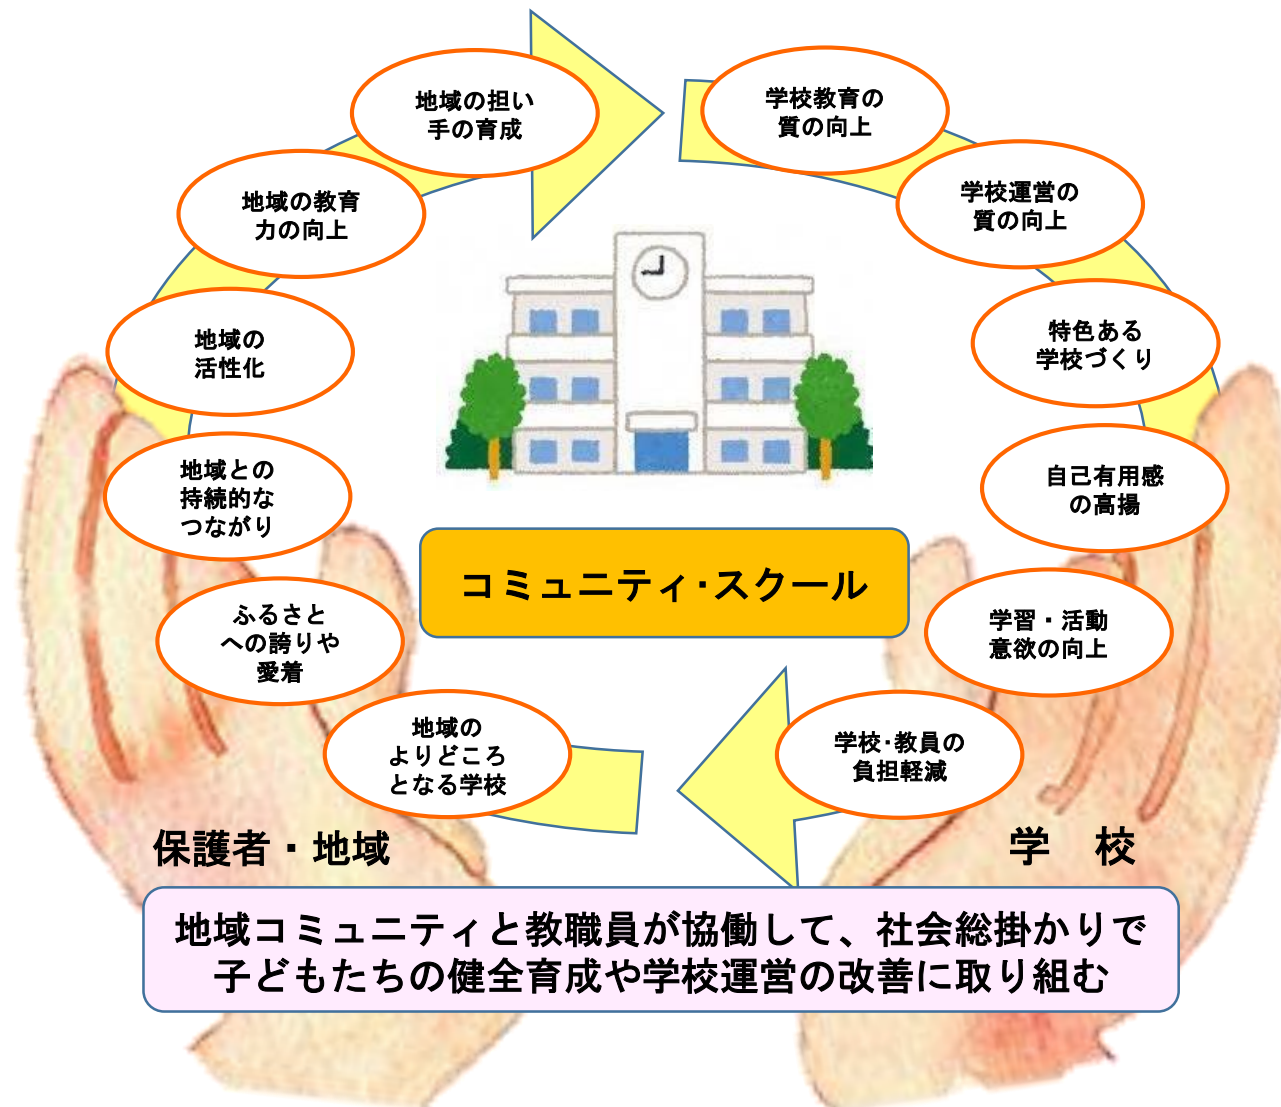 地域の担い
手の育成
学校教育の
質の向上
地域の教育
力の向上
学校運営の
質の向上
地域の
活性化
特色ある
学校づくり
地域との
持続的な
つながり
自己有用感
の高揚
ふるさと
への誇りや
愛着
学習・活動
意欲の向上
地域の
よりどころ
となる学校
学校・教員の
負担軽減
コミュニティ・スクール
保護者・地域
学　校
地域コミュニティと教職員が協働して、社会総掛かりで
子どもたちの健全育成や学校運営の改善に取り組む